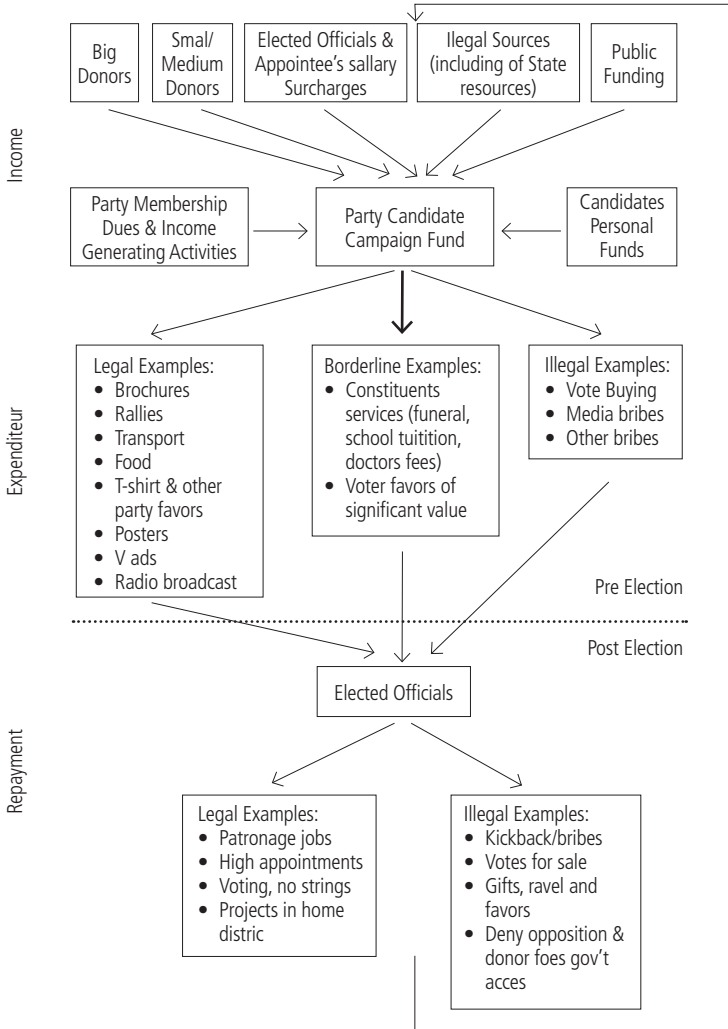 Big
Donors
Smal/
Medium
Donors
Elected Officials &
Appointee's sallary
Surcharges
Ilegal Sources
(including of State
resources)
Public
Funding
Income
Party Membership
Dues & Income
Generating Activities
Party Candidate
Campaign Fund
Candidates
Personal
Funds
Expenditeur
Legal Examples:
• Brochures
• Rallies
• Transport
• Food
• T-shirt & other
party favors
• Posters
• V ads
• Radio broadcast
Borderline Examples:
• Constituents
services (funeral,
school tuitition,
doctors fees)
• Voter favors of
significant value
Illegal Examples:
• Vote Buying
• Media bribes
• Other bribes
Pre Election
Post Election
Elected Officials
Repayment
Legal Examples:
• Patronage jobs
• High appointments
• Voting, no strings
• Projects in home
distric
Illegal Examples:
• Kickback/bribes
• Votes for sale
• Gifts, ravel and
favors
• Deny opposition &
donor foes gov't
acces